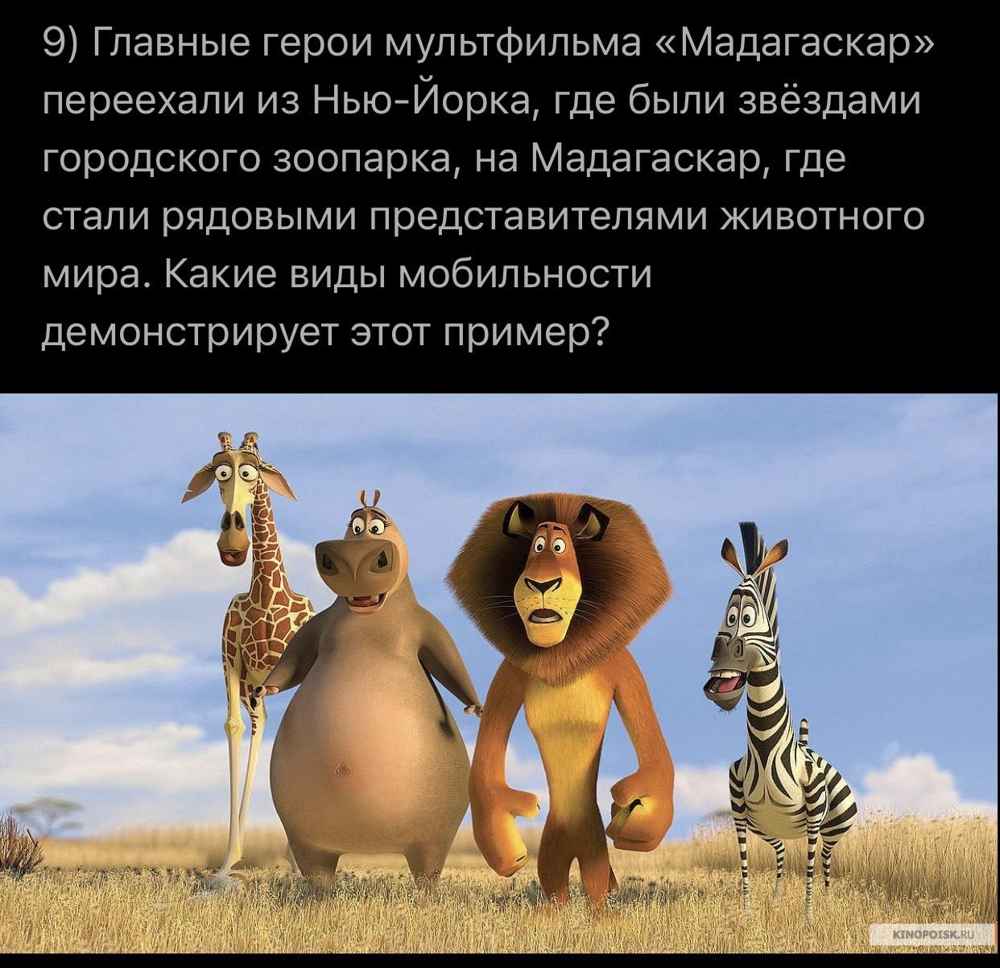 9) Главные герои мультфильма «Мадагаскар»
переехали из Нью-Йорка, где были звёздами
городского зоопарка, на Мадагаскар, где
стали рядовыми представителями животного
мира. Какие виды мобильности
демонстрирует этот пример?
KINOPOISK.RU